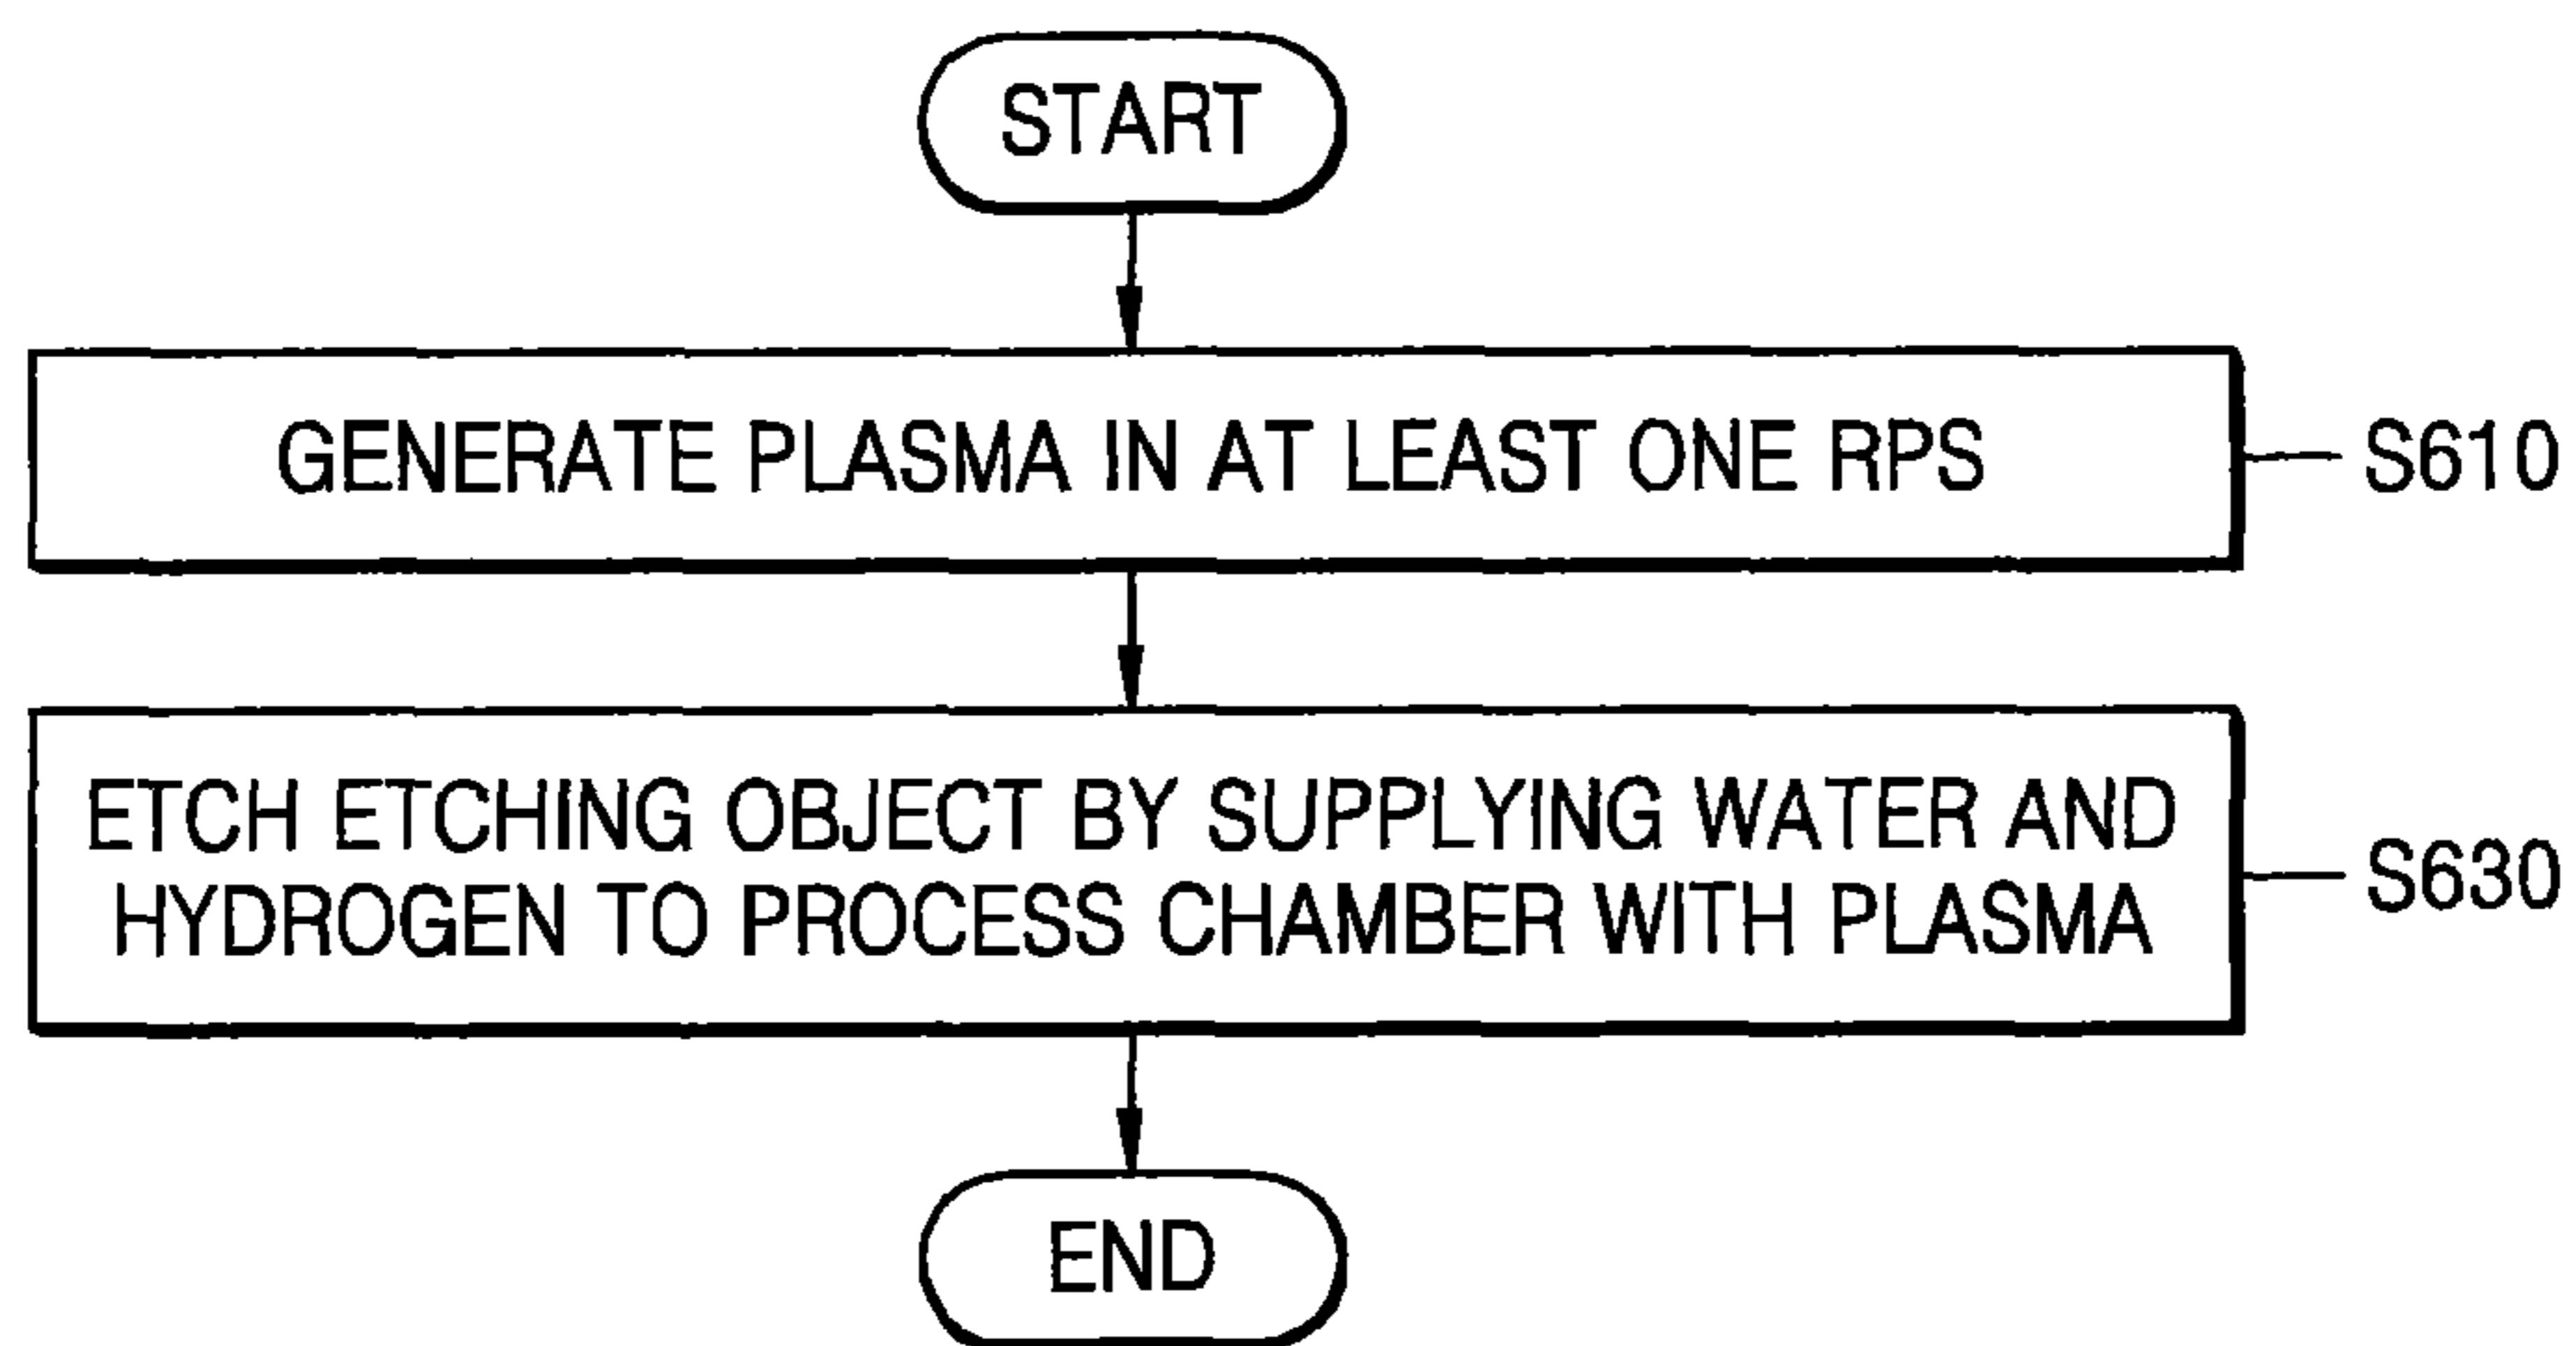 START
GENERATE PLASMA IN AT LEAST ONE RPS
S610
ETCH ETCHING OBJECT BY SUPPLYING WATER AND
HYDROGEN TO PROCESS CHAMBER WITH PLASMA
S630
END